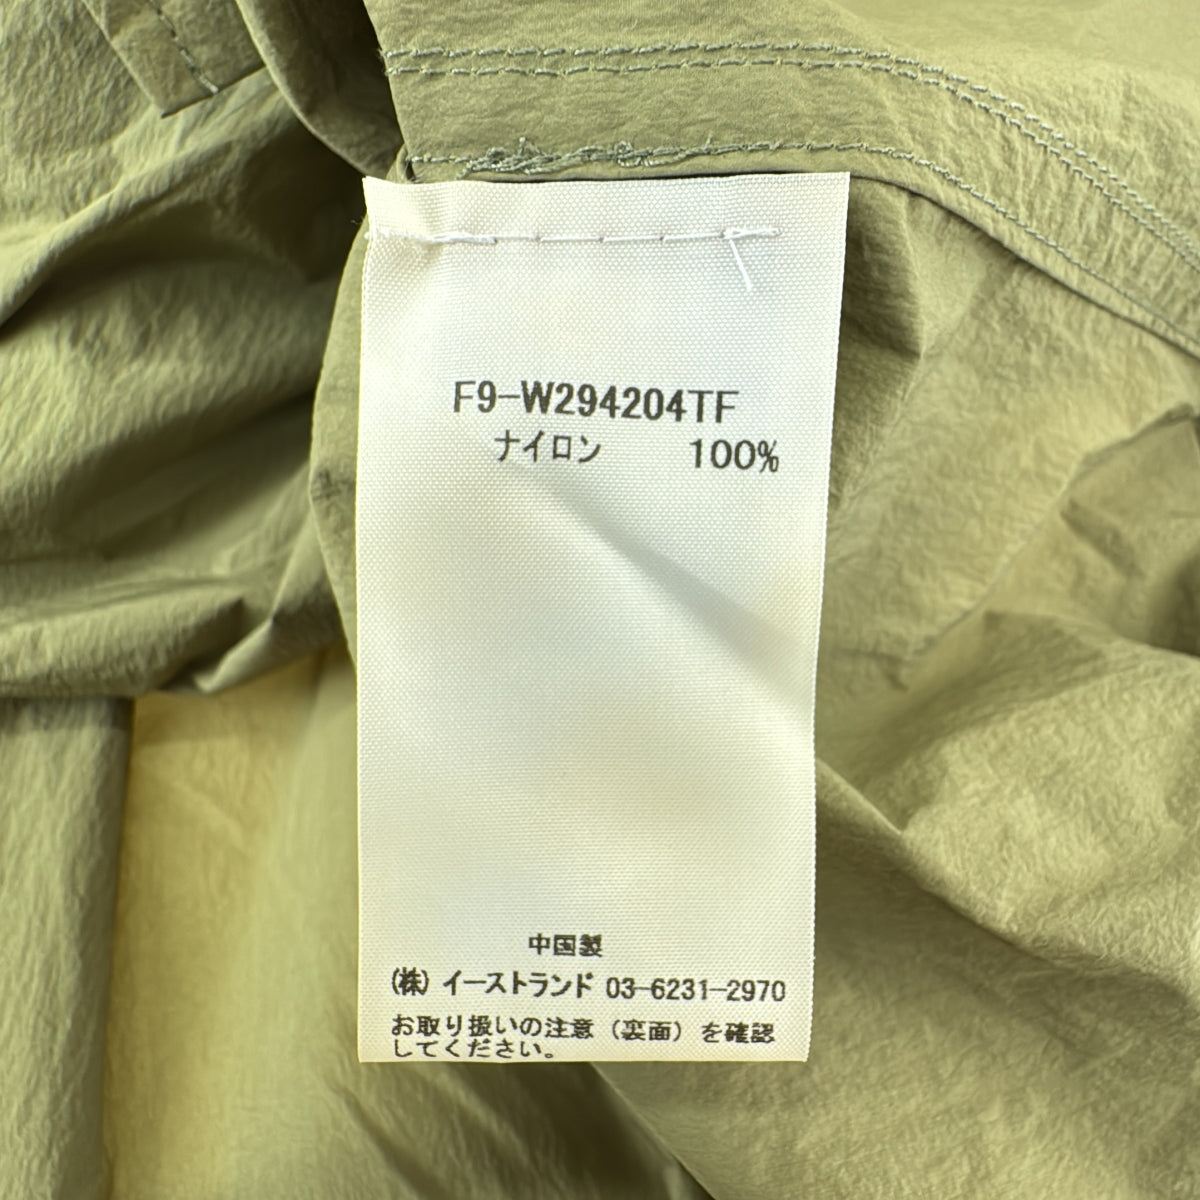 F9-W294204TF
ナイロン 100%
中国製
(株) イーストランド 03-6231-2970
お取り扱いの注意（裏面）を確認
してください。